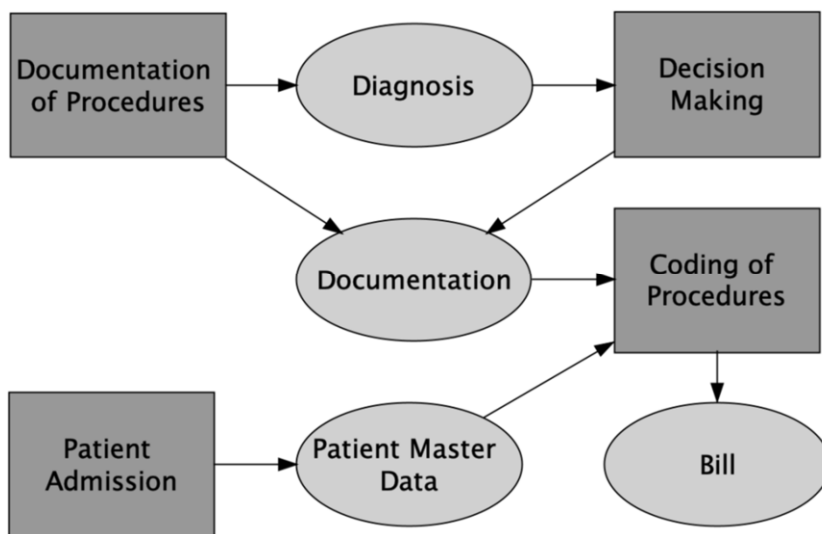 Documentation
of Procedures
Diagnosis
Decision
Making
Documentation
Coding of
Procedures
Patient
Admission
Patient Master
Data
Bill